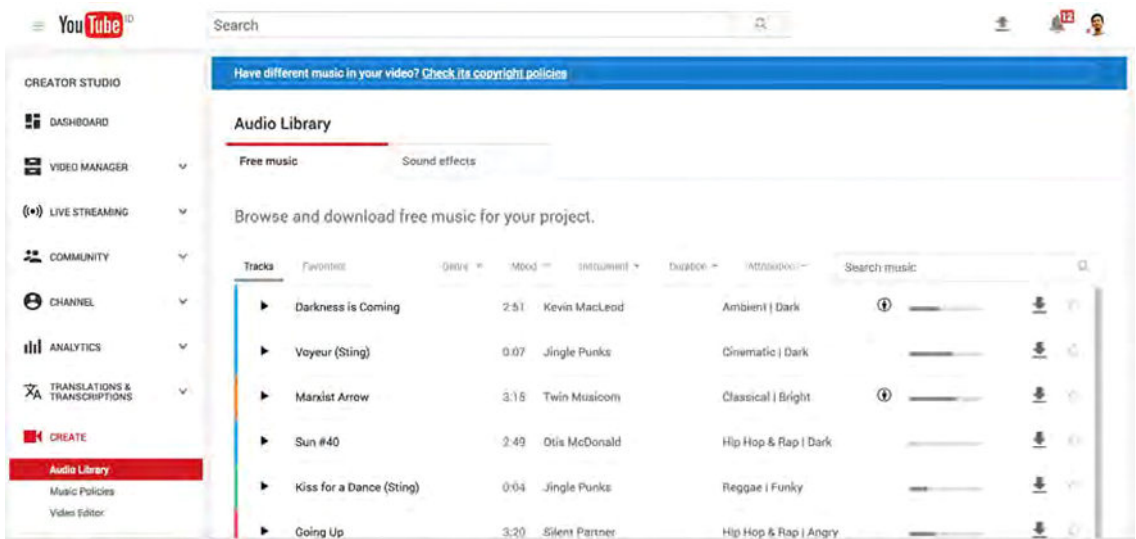 YouTube ID
Search
12
CREATOR STUDIO
DASHBOARD
VIDEO MANAGER
LIVE STREAMING
COMMUNITY
CHANNEL
ANALYTICS
TRANSLATIONS &
TRANSCRIPTIONS
CREATE
Audio Library
Music Policies
Video Editor
Have different music in your video? Check its copyright policies
Audio Library
Free music Sound effects
Browse and download free music for your project.
Tracks Favorites Genre Mood Instrument Duration Attribution Search music
Darkness is Coming 2:51 Kevin MacLeod Ambient | Dark
Voyeur (Sting) 0:07 Jingle Punks Cinematic | Dark
Marxist Arrow 3:18 Twin Musicom Classical | Bright
Sun #40 2:49 Otis McDonald Hip Hop & Rap | Dark
Kiss for a Dance (Sting) 0:04 Jingle Punks Reggae | Funky
Going Up 3:20 Silent Partner Hip Hop & Rap | Angry